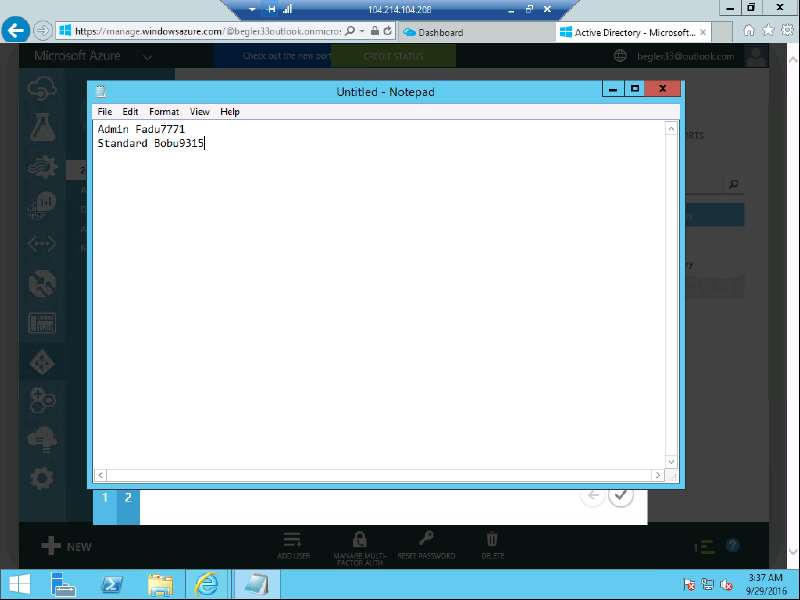 104.214.104.208
https://manage.windowsazure.com/@begler33outlook.onmicros
Dashboard
Active Directory - Microsoft...
Microsoft Azure
Check out the new port
CREDIT STATUS
begler33@outlook.com
Untitled - Notepad
File Edit Format View Help
Admin Fadu7771
Standard Bobu9315
1 2
NEW
ADD USER
MANAGE MULTI-FACTOR AUTH
RESET PASSWORD
DELETE
1
?
3:37 AM
9/29/2016